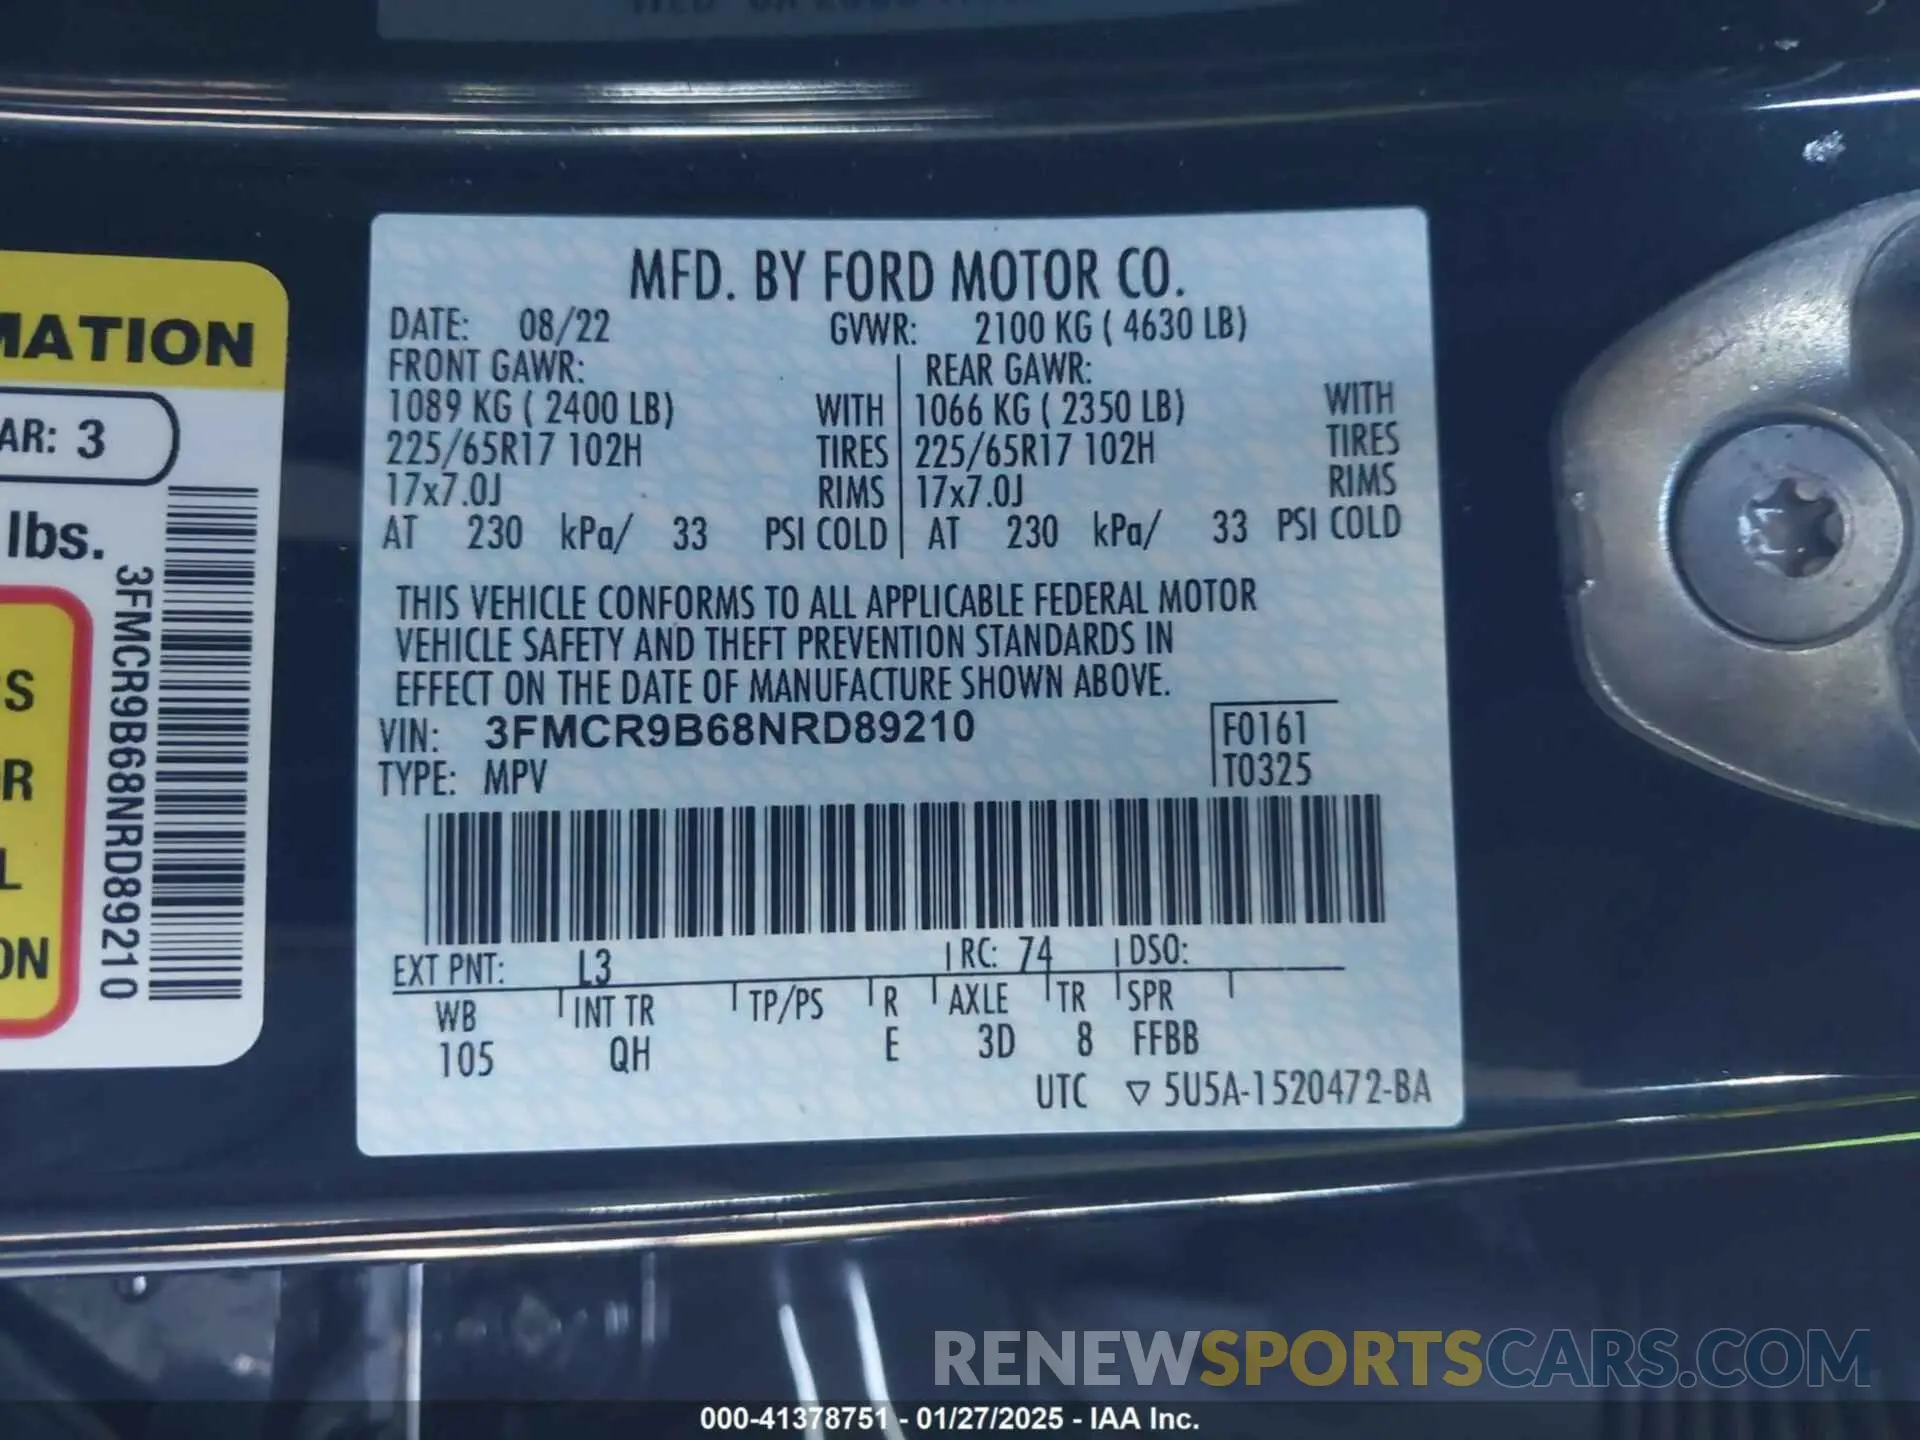 MATION
AR: 3
lbs.
S
R
L
ON
3FMCR9B68NRD89210
MFD. BY FORD MOTOR CO.
DATE: 08/22 GVWR: 2100 KG ( 4630 LB)
FRONT GAWR: REAR GAWR:
1089 KG ( 2400 LB) WITH 1066 KG ( 2350 LB) WITH
225/65R17 102H TIRES 225/65R17 102H TIRES
17x7.0J RIMS 17x7.0J RIMS
AT 230 kPa/ 33 PSI COLD AT 230 kPa/ 33 PSI COLD
THIS VEHICLE CONFORMS TO ALL APPLICABLE FEDERAL MOTOR
VEHICLE SAFETY AND THEFT PREVENTION STANDARDS IN
EFFECT ON THE DATE OF MANUFACTURE SHOWN ABOVE.
VIN: 3FMCR9B68NRD89210 F0161
TYPE: MPV T0325
EXT PNT: L3 RC: 74 DSO:
WB INT TR TP/PS R AXLE TR SPR
105 QH E 3D 8 FFBB
UTC ▽ 5U5A-1520472-BA
RENEWSPORTSCARS.COM
000-41378751 - 01/27/2025 - IAA Inc.